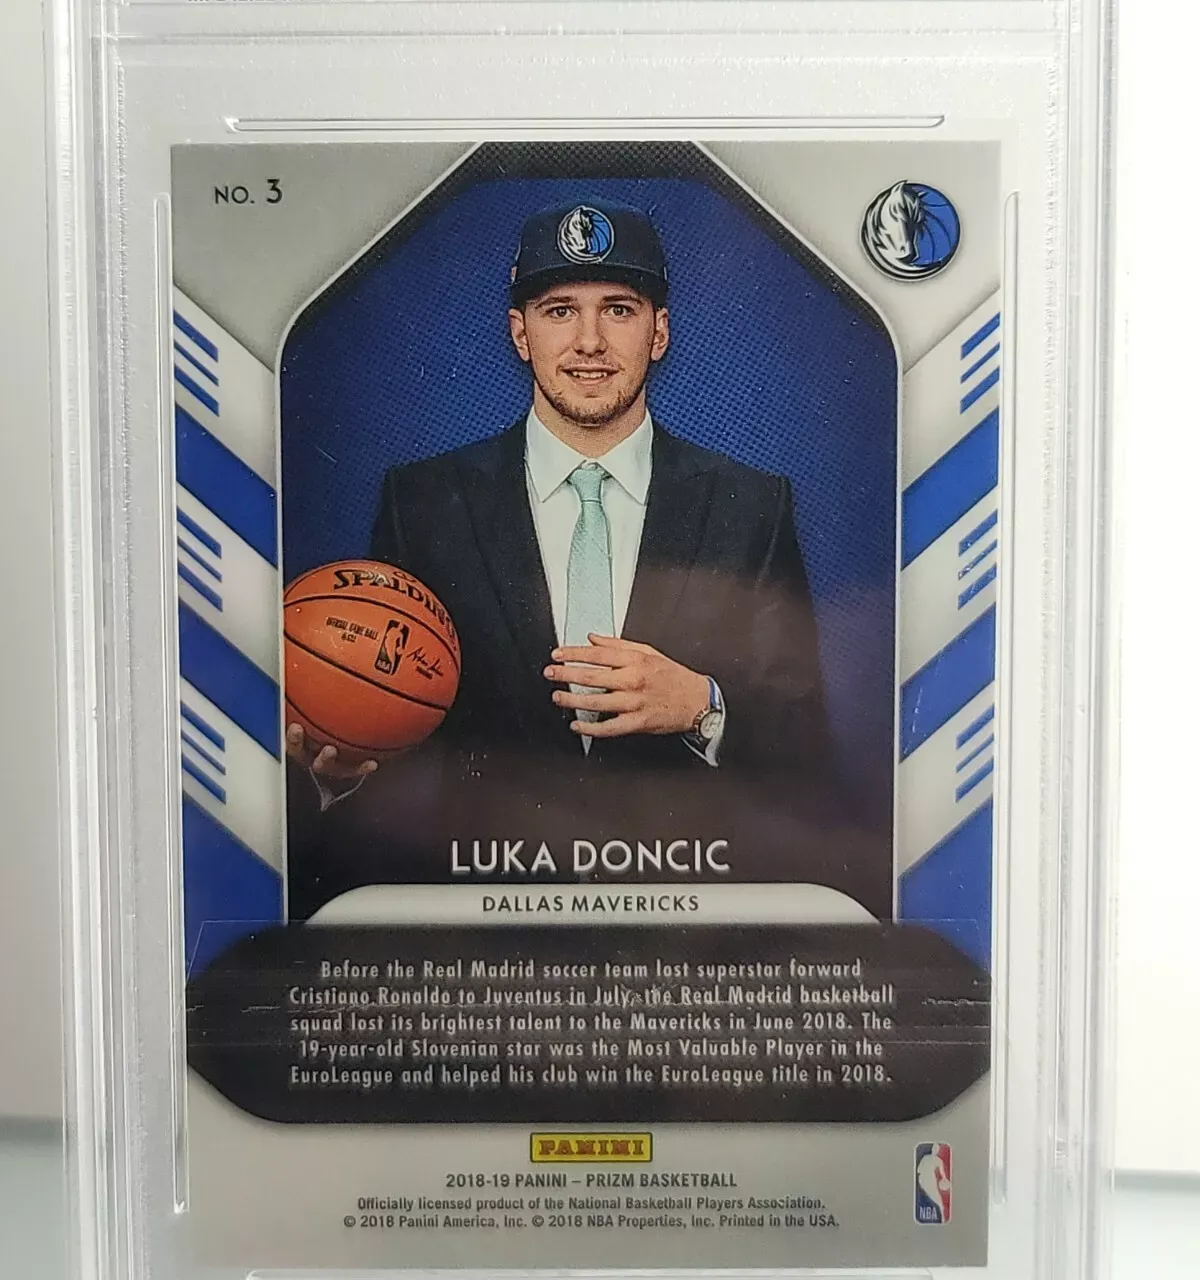 NO. 3
SPALDING
NBA
LUKA DONCIC
DALLAS MAVERICKS
Before the Real Madrid soccer team lost superstar forward
Cristiano Ronaldo to Juventus in July, the Real Madrid basketball
squad lost its brightest talent to the Mavericks in June 2018. The
19-year-old Slovenian star was the Most Valuable Player in the
EuroLeague and helped his club win the EuroLeague title in 2018.
PANINI
2018-19 PANINI – PRIZM BASKETBALL
Officially licensed product of the National Basketball Players Association.
© 2018 Panini America, Inc. © 2018 NBA Properties, Inc. Printed in the USA.
NBA